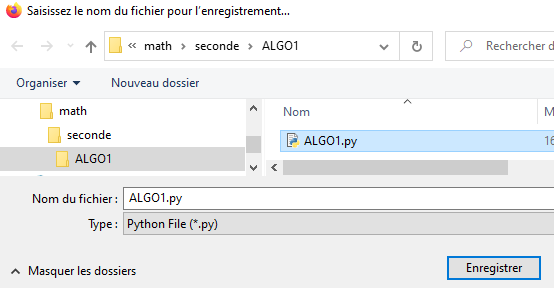 Saisissez le nom du fichier pour l'enregistrement...
« math > seconde > ALGO1
Rechercher d
Organiser Nouveau dossier
math
seconde
ALGO1
Nom M
ALGO1.py 16
Nom du fichier : ALGO1.py
Type : Python File (*.py)
Masquer les dossiers
Enregistrer